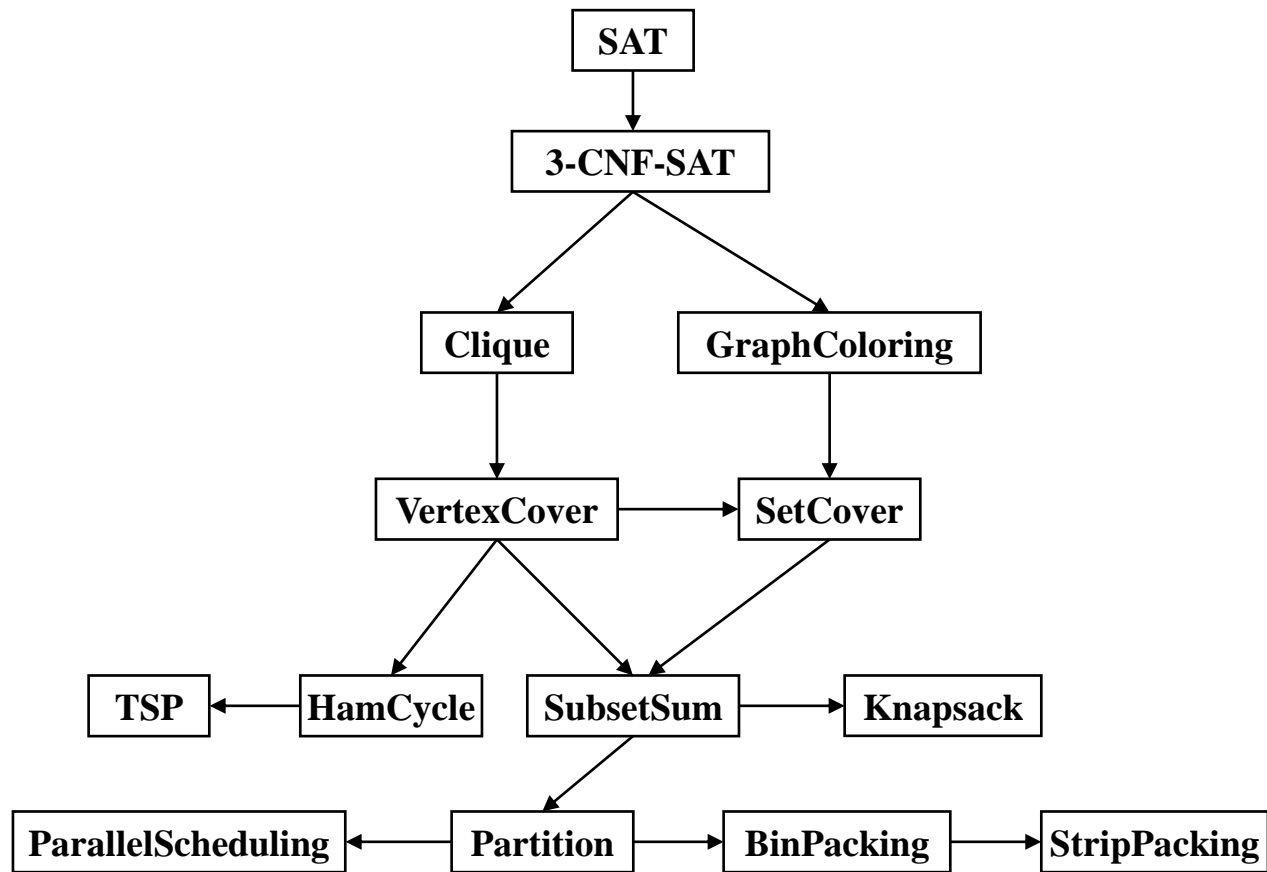 SAT
3-CNF-SAT
Clique
GraphColoring
VertexCover
SetCover
TSP
HamCycle
SubsetSum
Knapsack
ParallelScheduling
Partition
BinPacking
StripPacking